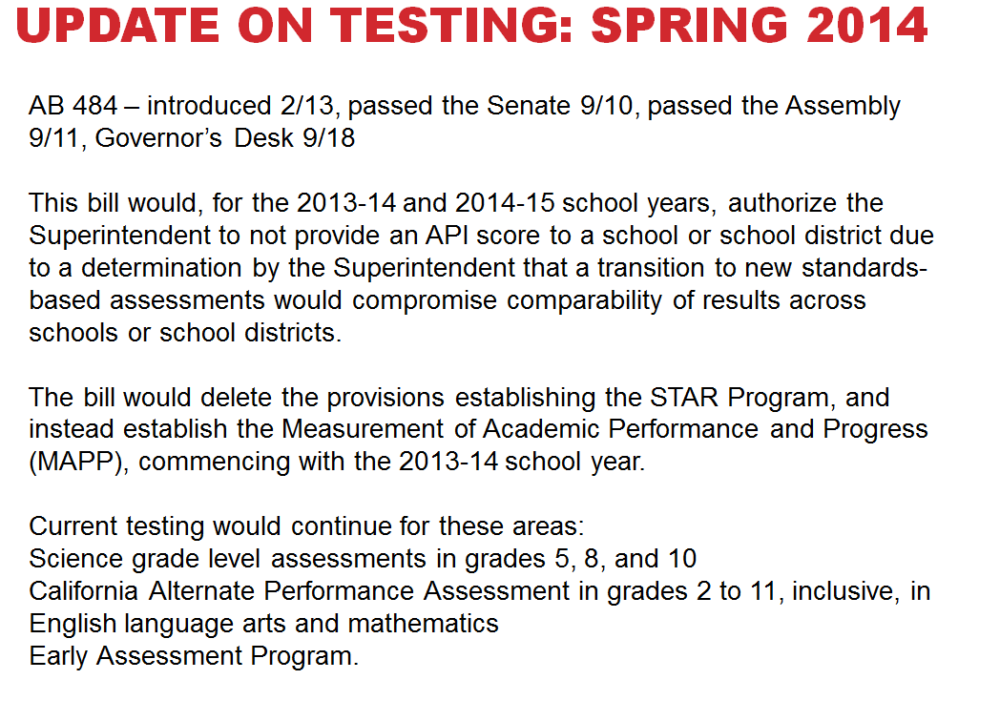 UPDATE ON TESTING: SPRING 2014
AB 484 – introduced 2/13, passed the Senate 9/10, passed the Assembly
9/11, Governor’s Desk 9/18
This bill would, for the 2013-14 and 2014-15 school years, authorize the
Superintendent to not provide an API score to a school or school district due
to a determination by the Superintendent that a transition to new standards-
based assessments would compromise comparability of results across
schools or school districts.
The bill would delete the provisions establishing the STAR Program, and
instead establish the Measurement of Academic Performance and Progress
(MAPP), commencing with the 2013-14 school year.
Current testing would continue for these areas:
Science grade level assessments in grades 5, 8, and 10
California Alternate Performance Assessment in grades 2 to 11, inclusive, in
English language arts and mathematics
Early Assessment Program.